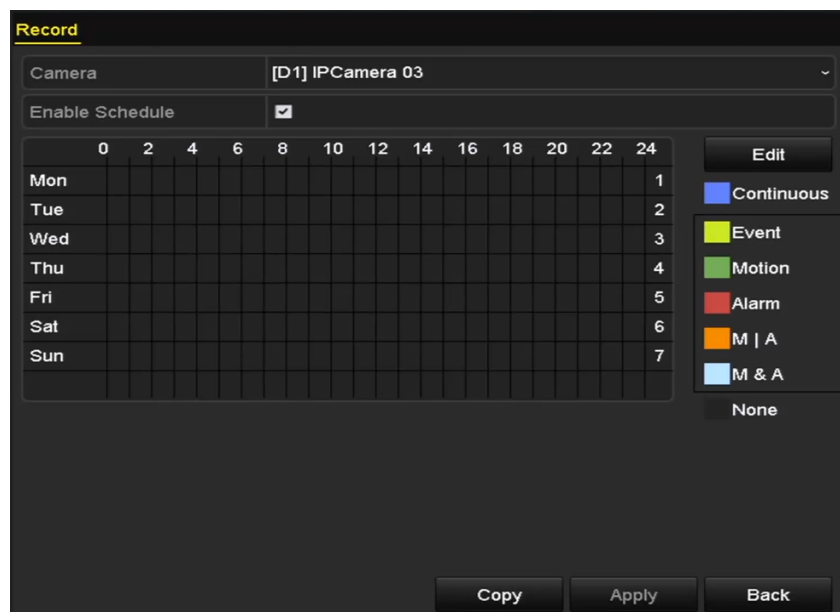 Record
Camera [D1] IPCamera 03
Enable Schedule
0 2 4 6 8 10 12 14 16 18 20 22 24
Edit
Mon 1
Continuous
Tue 2
Wed 3
Event
Thu 4
Motion
Fri 5
Alarm
Sat 6
M | A
Sun 7
M & A
None
Copy Apply Back